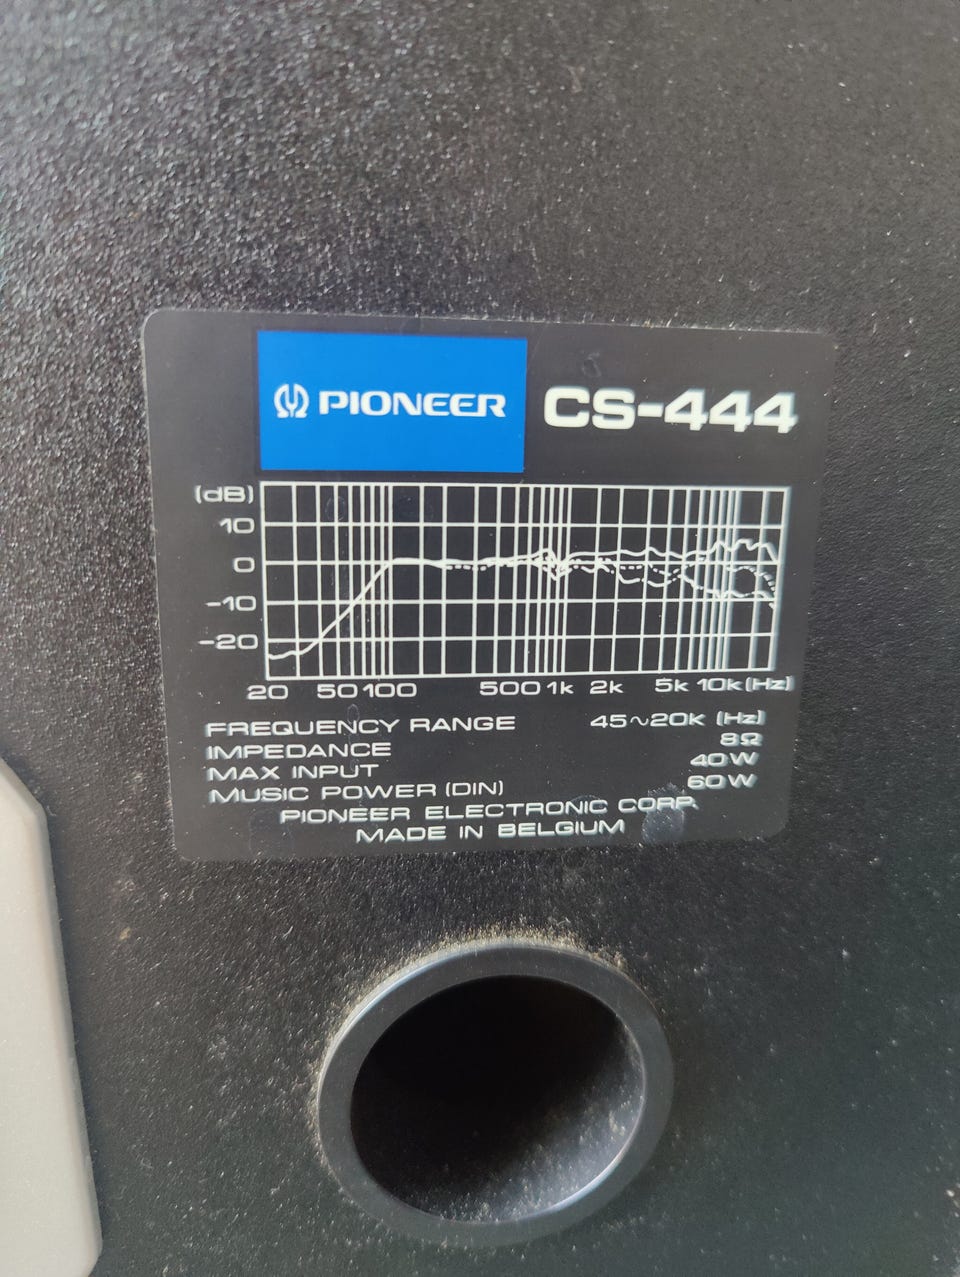 PIONEER CS-444
(dB)
10
0
-10
-20
20 50 100 500 1k 2k 5k 10k (Hz)
FREQUENCY RANGE 45~20k (Hz)
IMPEDANCE 8Ω
MAX INPUT 40W
MUSIC POWER (DIN) 60W
PIONEER ELECTRONIC CORP.
MADE IN BELGIUM